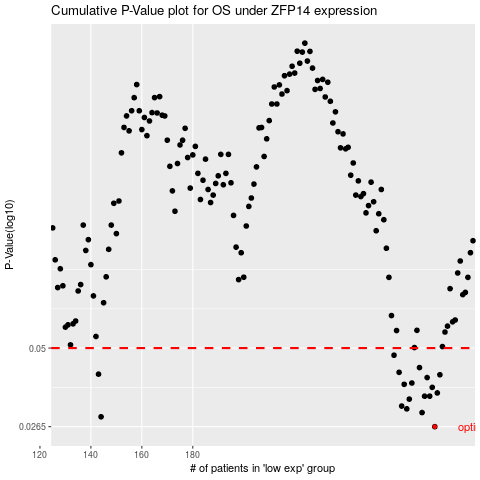 Cumulative P-Value plot for OS under ZFP14 expression
P-Value(log10)
0.05
0.0265
opti
120 140 160 180
# of patients in 'low exp' group